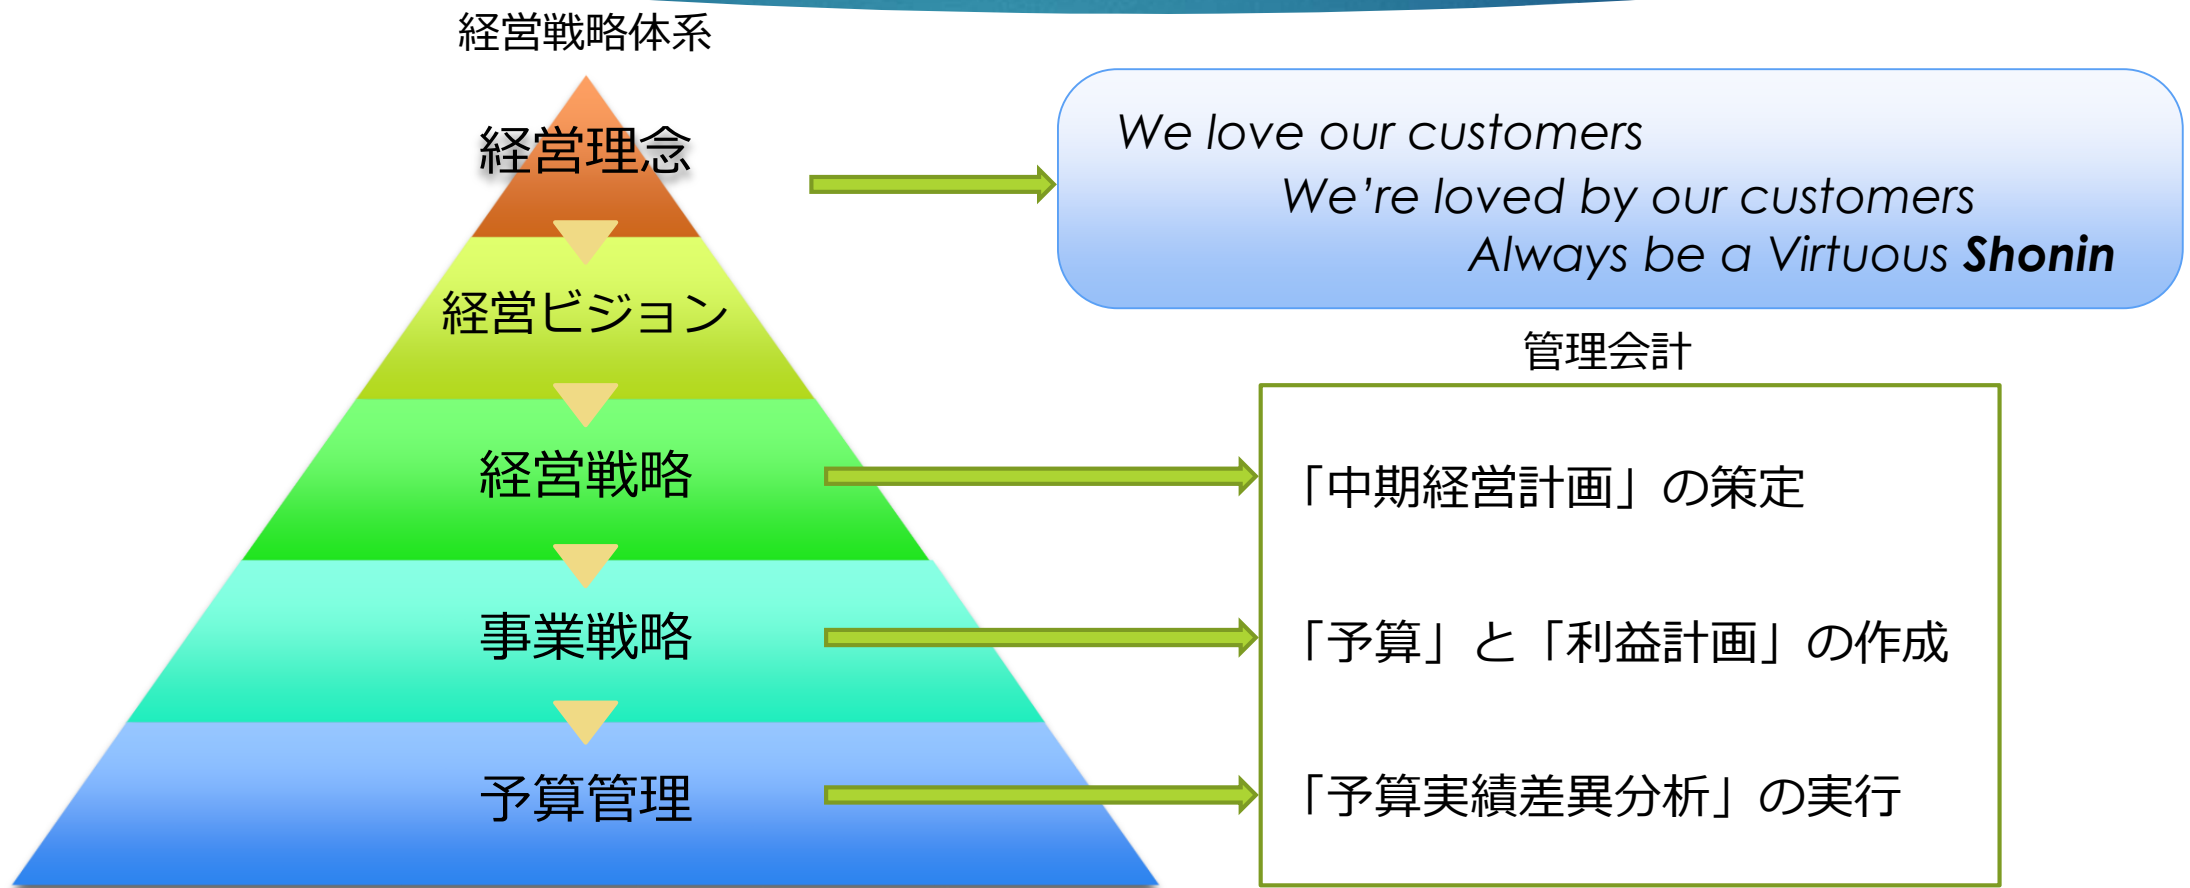 経営戦略体系
経営理念
We love our customers
We’re loved by our customers
Always be a Virtuous Shonin
経営ビジョン
管理会計
経営戦略
「中期経営計画」の策定
事業戦略
「予算」と「利益計画」の作成
予算管理
「予算実績差異分析」の実行